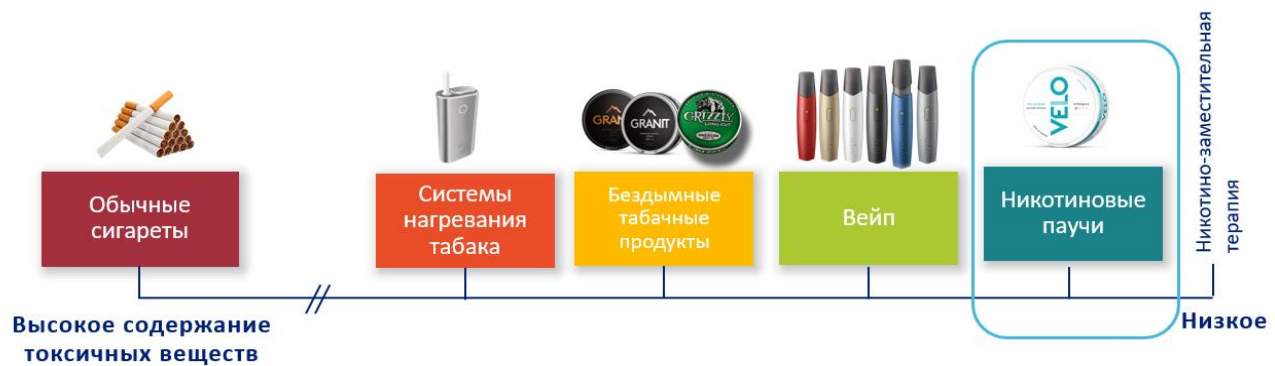 GRANIT
GRIZZLY
VELO
Обычные
сигареты
Системы
нагревания
табака
Бездымные
табачные
продукты
Вейп
Никотиновые
паучи
Никотино-заместительная
терапия
Высокое содержание
токсичных веществ
Низкое